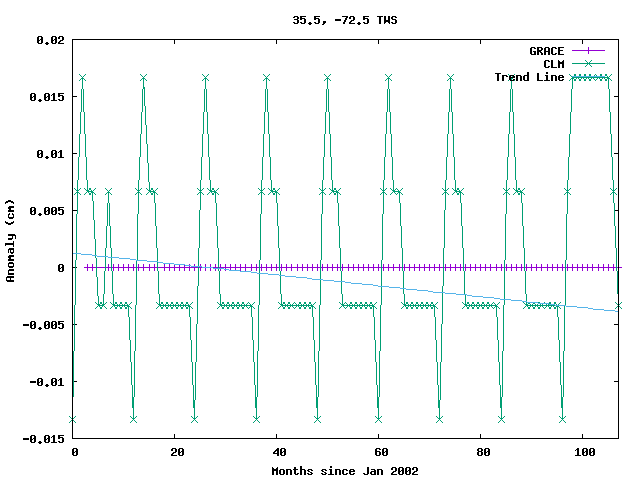 35.5, -72.5 TWS
GRACE
CLM
Trend Line
0.02
0.015
0.01
0.005
0
-0.005
-0.01
-0.015
Anomaly (cm)
0 20 40 60 80 100
Months since Jan 2002